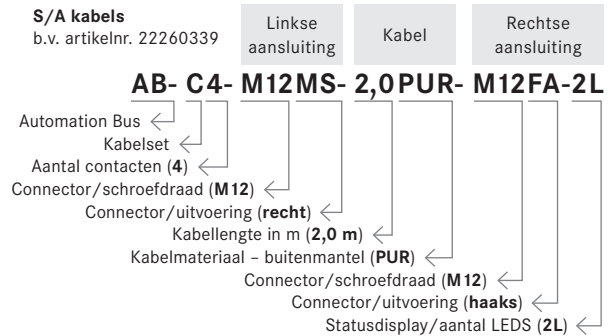 S/A kabels
b.v. artikelnr. 22260339
Linkse aansluiting
Kabel
Rechtse aansluiting
AB- C4- M12MS- 2,0PUR- M12FA-2L
Automation Bus
Kabelset
Aantal contacten (4)
Connector/schroefdraad (M12)
Connector/uitvoering (recht)
Kabellengte in m (2,0 m)
Kabelmateriaal – buitenmantel (PUR)
Connector/schroefdraad (M12)
Connector/uitvoering (haaks)
Statusdisplay/aantal LEDS (2L)